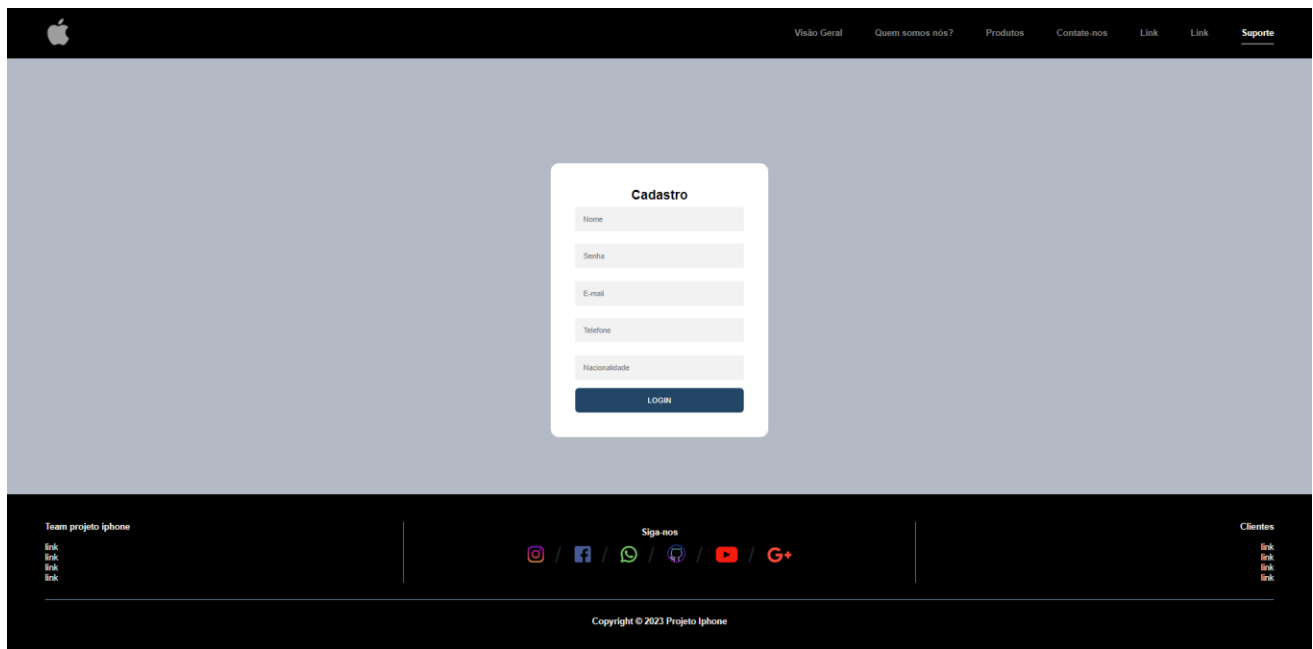 Visão Geral Quem somos nós? Produtos Contate-nos Link Link Suporte
Cadastro
Nome
Senha
E-mail
Telefone
Nacionalidade
LOGIN
Team projeto iphone
link
link
link
link
Siga-nos
/ / / / /
G+
Clientes
link
link
link
link
Copyright © 2023 Projeto Iphone